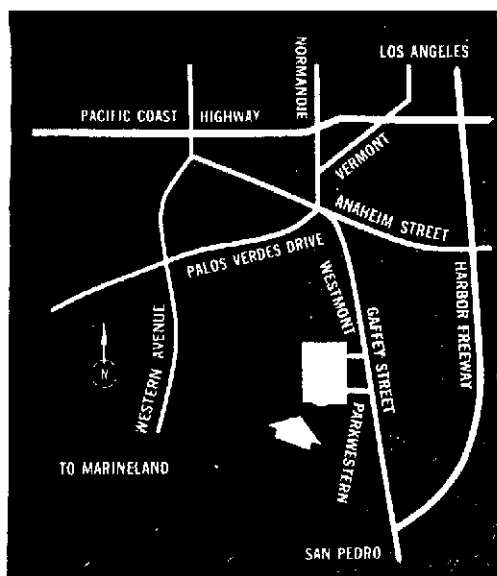 LOS ANGELES
NORMANDIE
PACIFIC COAST HIGHWAY
VERMONT
ANAHEIM STREET
PALOS VERDES DRIVE
HARBOR FREEWAY
WESTMONT
GAFFEY STREET
WESTERN AVENUE
N
PARKWESTERN
TO MARINELAND
SAN PEDRO